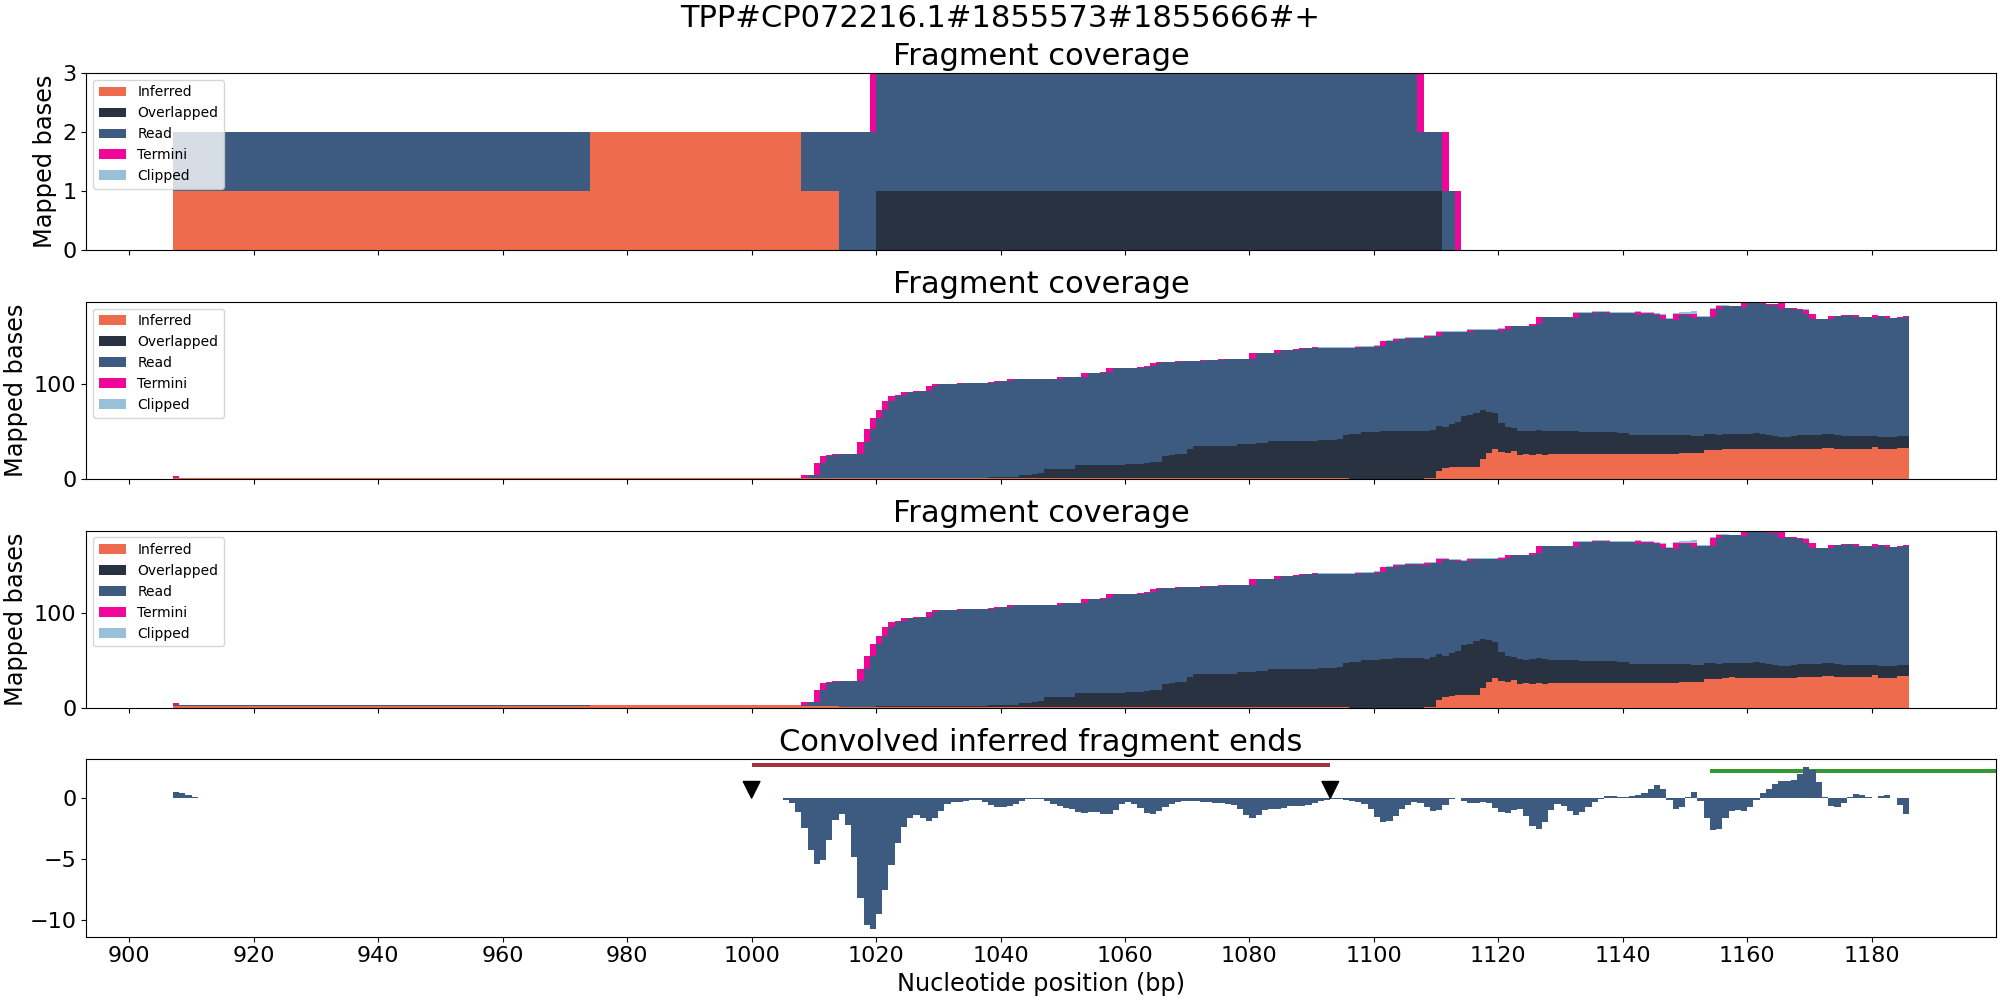 TPP#CP072216.1#1855573#1855666#+
Fragment coverage
Mapped bases
3
2
1
0
Inferred
Overlapped
Read
Termini
Clipped
Fragment coverage
Mapped bases
100
0
Inferred
Overlapped
Read
Termini
Clipped
Fragment coverage
Mapped bases
100
0
Inferred
Overlapped
Read
Termini
Clipped
Convolved inferred fragment ends
0
−5
−10
900 920 940 960 980 1000 1020 1040 1060 1080 1100 1120 1140 1160 1180
Nucleotide position (bp)